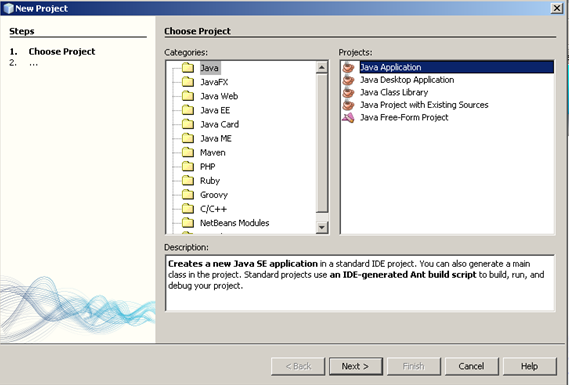 New Project
Steps
1. Choose Project
2. ...
Choose Project
Categories:
Java
JavaFX
Java Web
Java EE
Java Card
Java ME
Maven
PHP
Ruby
Groovy
C/C++
NetBeans Modules
Projects:
Java Application
Java Desktop Application
Java Class Library
Java Project with Existing Sources
Java Free-Form Project
Description:
Creates a new Java SE application in a standard IDE project. You can also generate a main
class in the project. Standard projects use an IDE-generated Ant build script to build, run, and
debug your project.
< Back
Next >
Finish
Cancel
Help